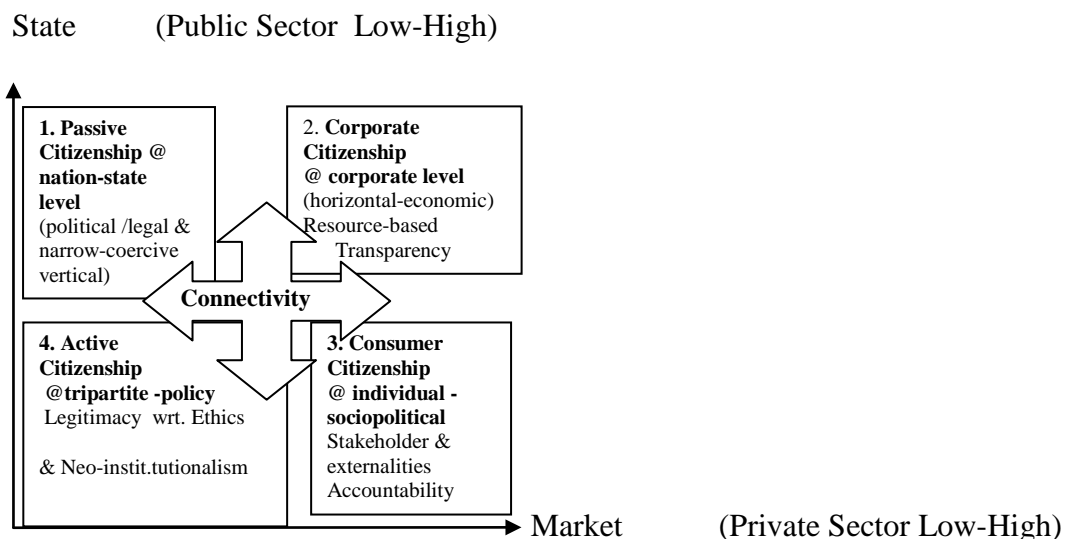 State (Public Sector Low-High)
1. Passive
Citizenship @
nation-state
level
(political /legal &
narrow-coercive
vertical)
2. Corporate
Citizenship
@ corporate level
(horizontal-economic)
Resource-based
Transparency
Connectivity
4. Active
Citizenship
@tripartite -policy
Legitimacy wrt. Ethics
& Neo-instit.tutionalism
3. Consumer
Citizenship
@ individual -
sociopolitical
Stakeholder &
externalities
Accountability
Market (Private Sector Low-High)